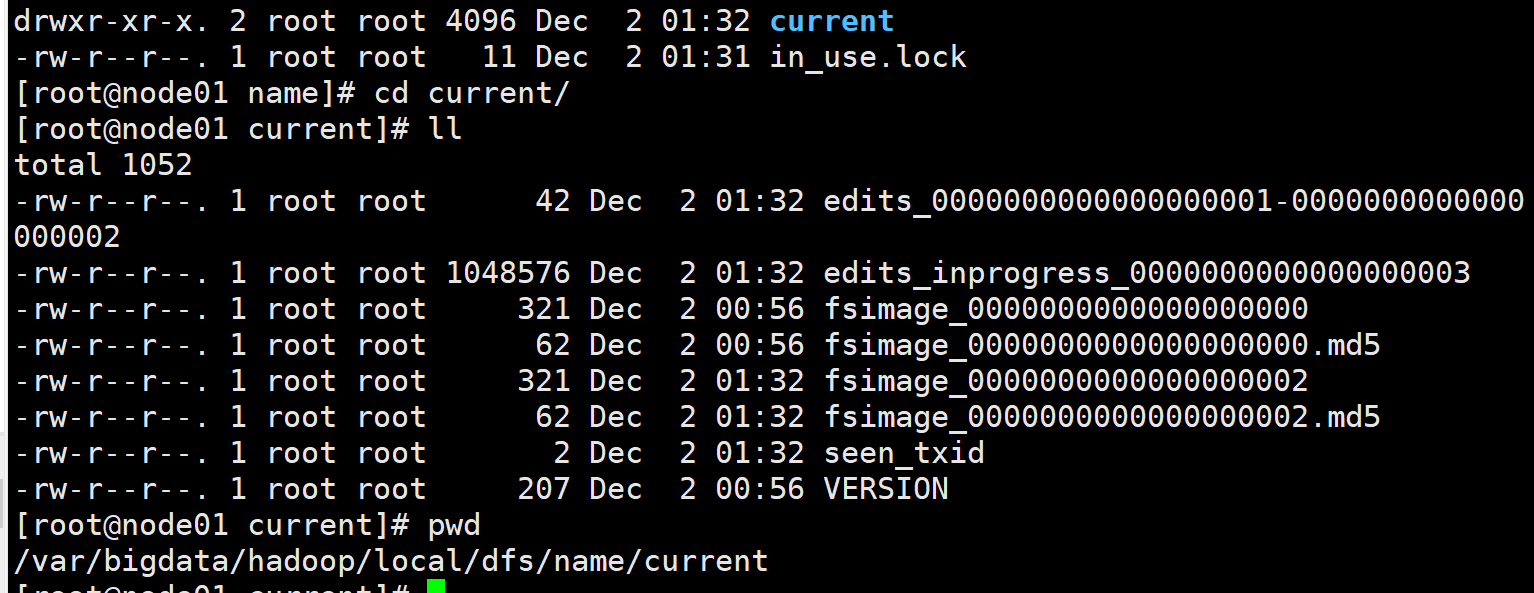 drwxr-xr-x. 2 root root 4096 Dec  2 01:32 current
-rw-r--r--. 1 root root   11 Dec  2 01:31 in_use.lock
[root@node01 name]# cd current/
[root@node01 current]# ll
total 1052
-rw-r--r--. 1 root root      42 Dec  2 01:32 edits_0000000000000000001-0000000000000
000002
-rw-r--r--. 1 root root 1048576 Dec  2 01:32 edits_inprogress_0000000000000000003
-rw-r--r--. 1 root root     321 Dec  2 00:56 fsimage_0000000000000000000
-rw-r--r--. 1 root root      62 Dec  2 00:56 fsimage_0000000000000000000.md5
-rw-r--r--. 1 root root     321 Dec  2 01:32 fsimage_0000000000000000002
-rw-r--r--. 1 root root      62 Dec  2 01:32 fsimage_0000000000000000002.md5
-rw-r--r--. 1 root root       2 Dec  2 01:32 seen_txid
-rw-r--r--. 1 root root     207 Dec  2 00:56 VERSION
[root@node01 current]# pwd
/var/bigdata/hadoop/local/dfs/name/current
[root@node01 current]#